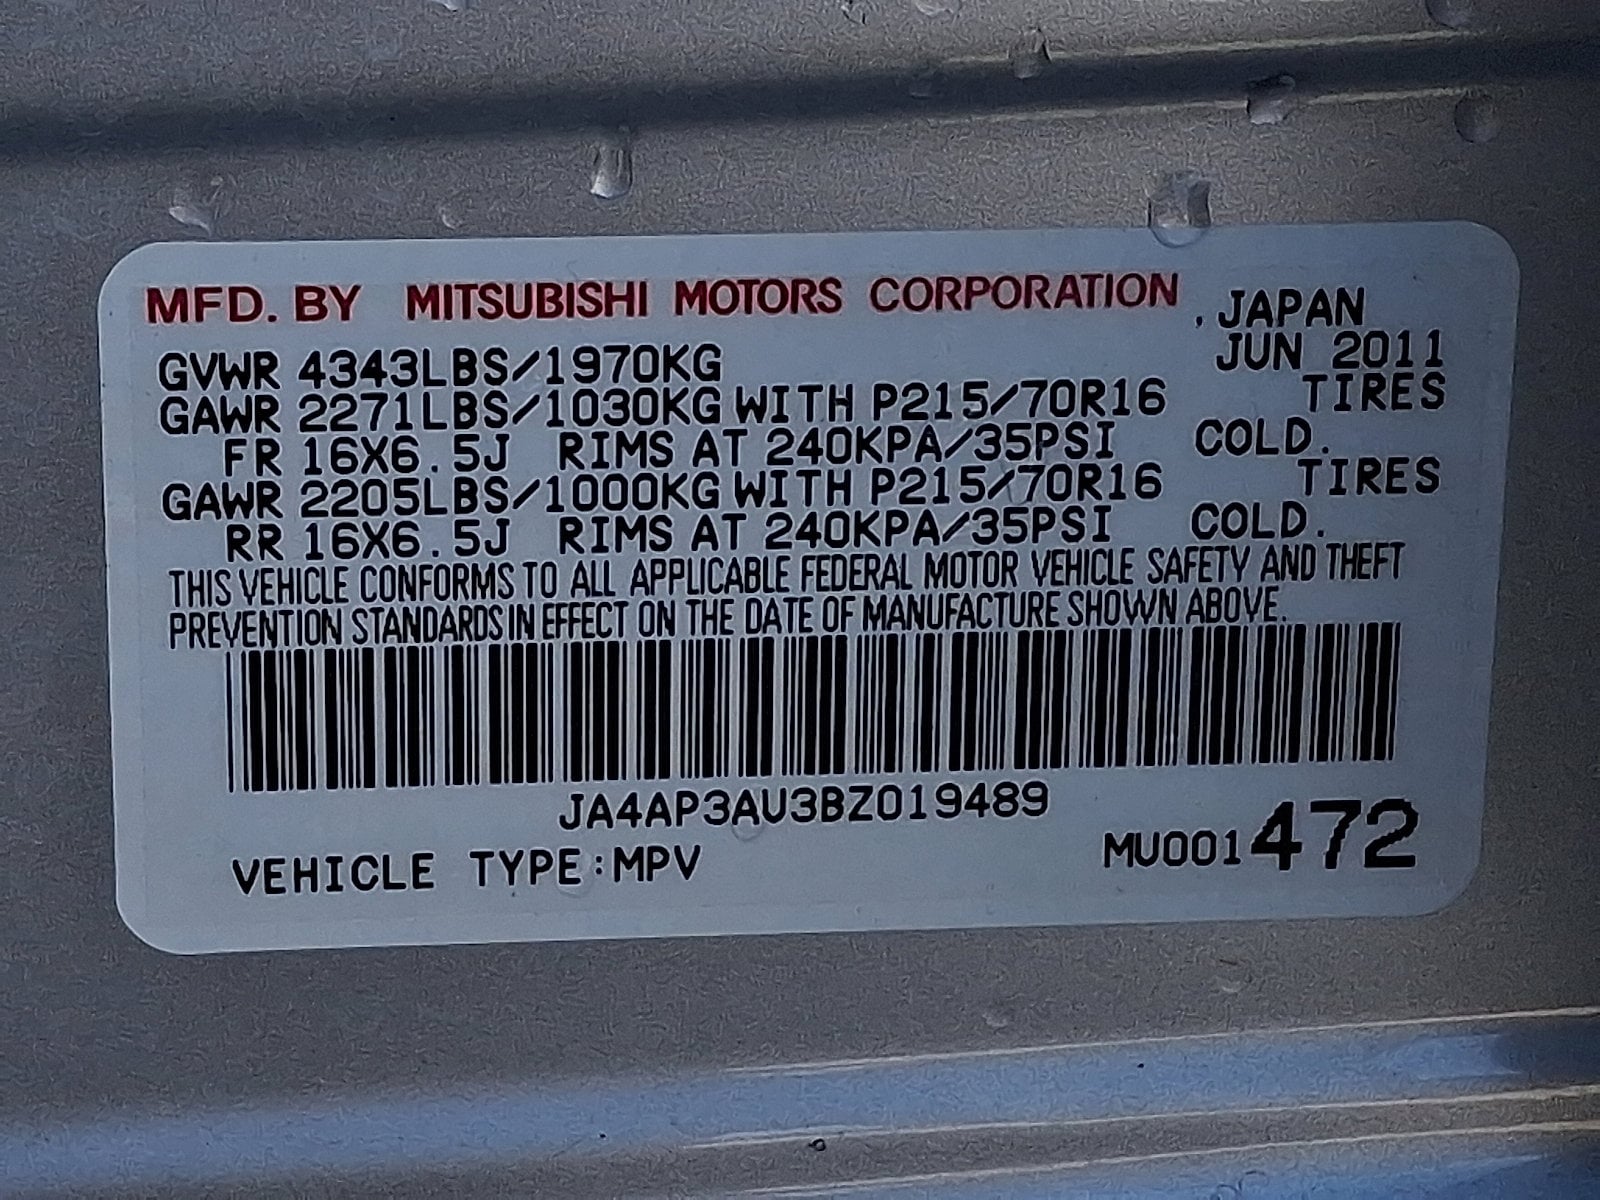 MFD. BY MITSUBISHI MOTORS CORPORATION , JAPAN
GVWR 4343LBS/1970KG JUN 2011
GAWR 2271LBS/1030KG WITH P215/70R16 TIRES
FR 16X6.5J RIMS AT 240KPA/35PSI COLD.
GAWR 2205LBS/1000KG WITH P215/70R16 TIRES
RR 16X6.5J RIMS AT 240KPA/35PSI COLD.
THIS VEHICLE CONFORMS TO ALL APPLICABLE FEDERAL MOTOR VEHICLE SAFETY AND THEFT
PREVENTION STANDARDS IN EFFECT ON THE DATE OF MANUFACTURE SHOWN ABOVE.
JA4AP3AU3BZ019489
VEHICLE TYPE:MPV MU001472